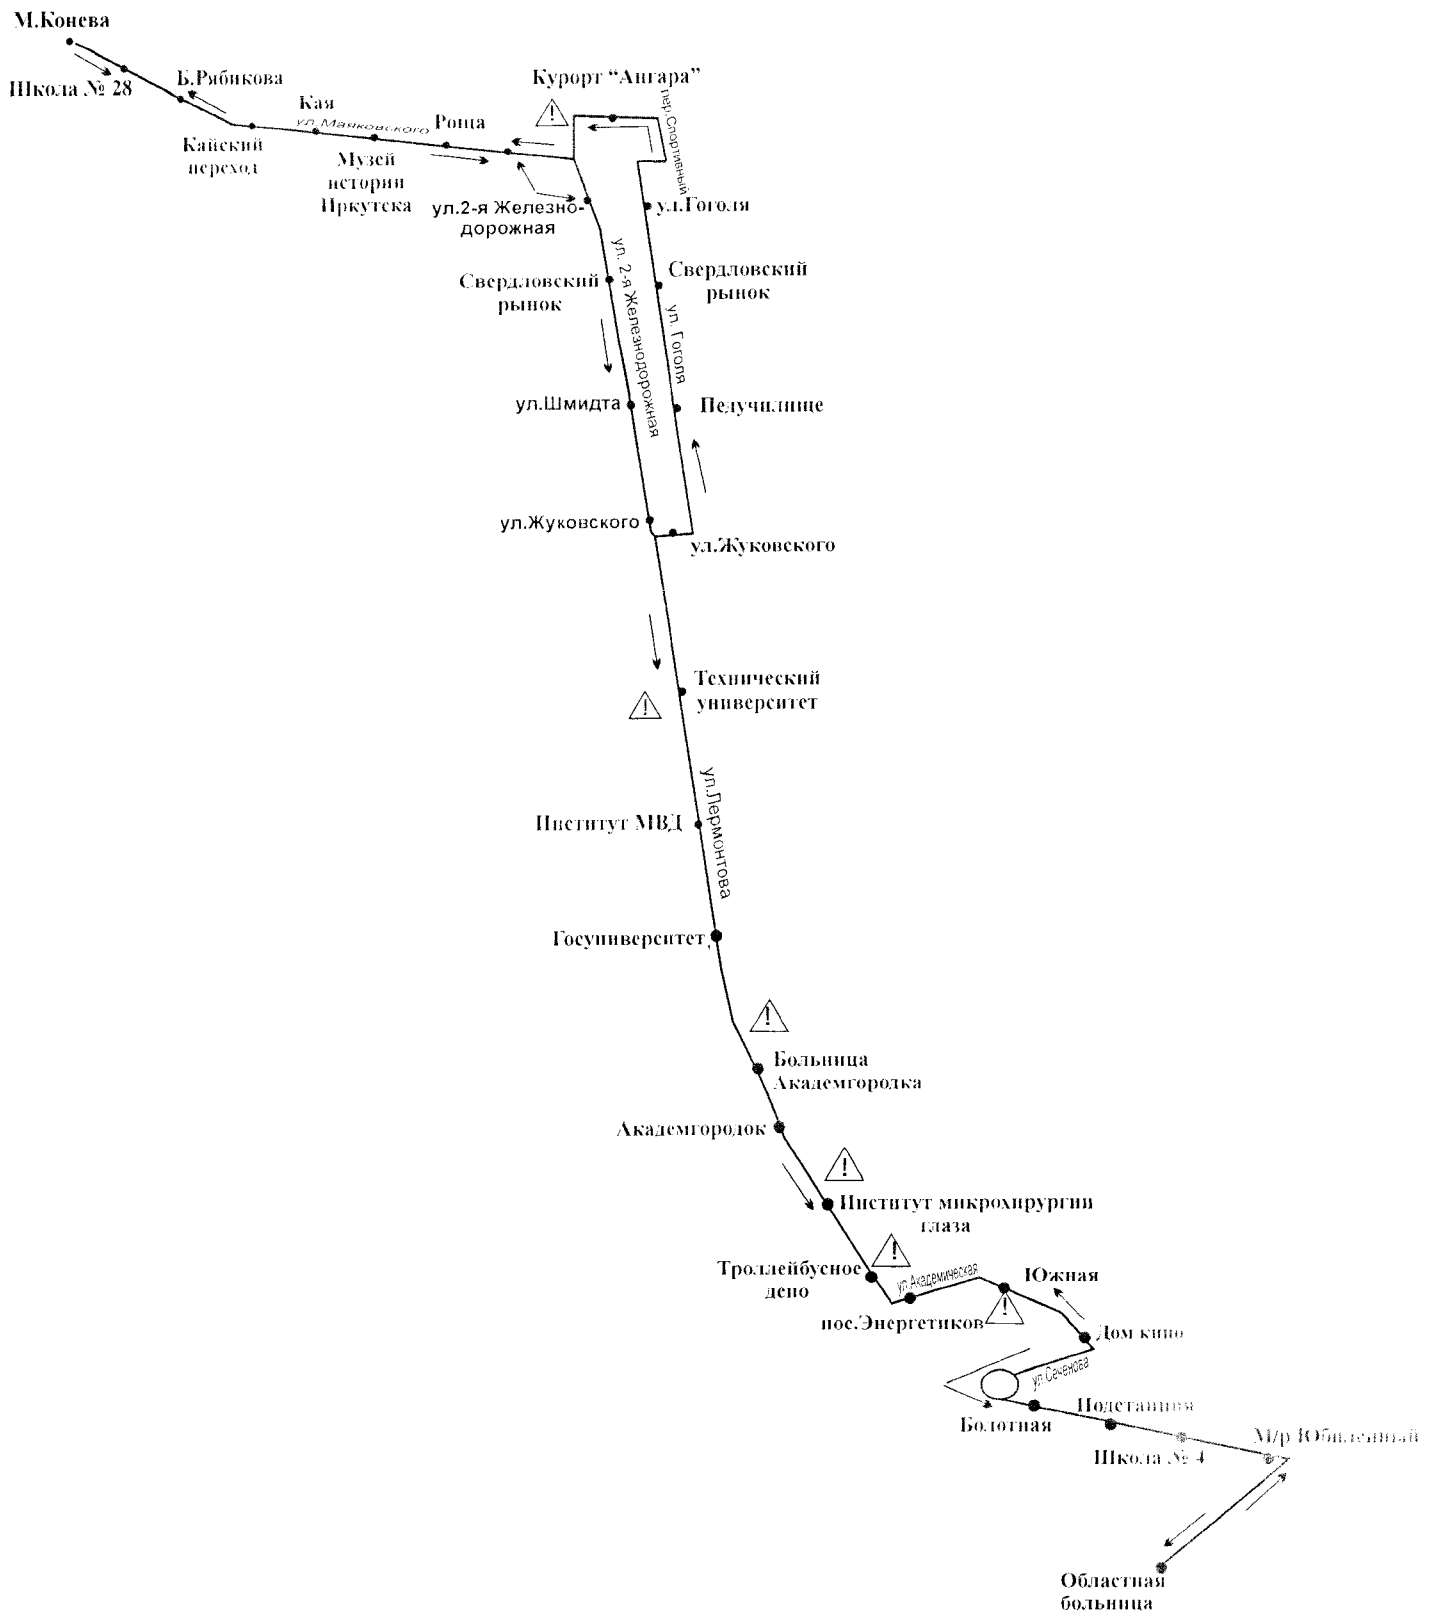 М.Конева
Школа № 28
Б.Рябикова
Кайский
переход
Кая
ул.Маяковского
Музей
истории
Иркутска
Роща
Курорт “Ангара”
пер.Спортивный
ул.2-я Железно-
дорожная
ул.Гоголя
ул. 2-я Железнодорожная
Свердловский
рынок
Свердловский
рынок
ул. Гоголя
ул.Шмидта
Педучилище
ул.Жуковского
ул.Жуковского
Технический
университет
ул.Лермонтова
Институт МВД
Госуниверситет
Больница
Академгородка
Академгородок
Институт микрохирургии
глаза
Троллейбусное
депо
ул.Академическая
пос.Энергетиков
Южная
Дом кино
ул.Сеченова
Болотная
Подстанция
Школа № 4
М/р Юбилейный
Областная
больница